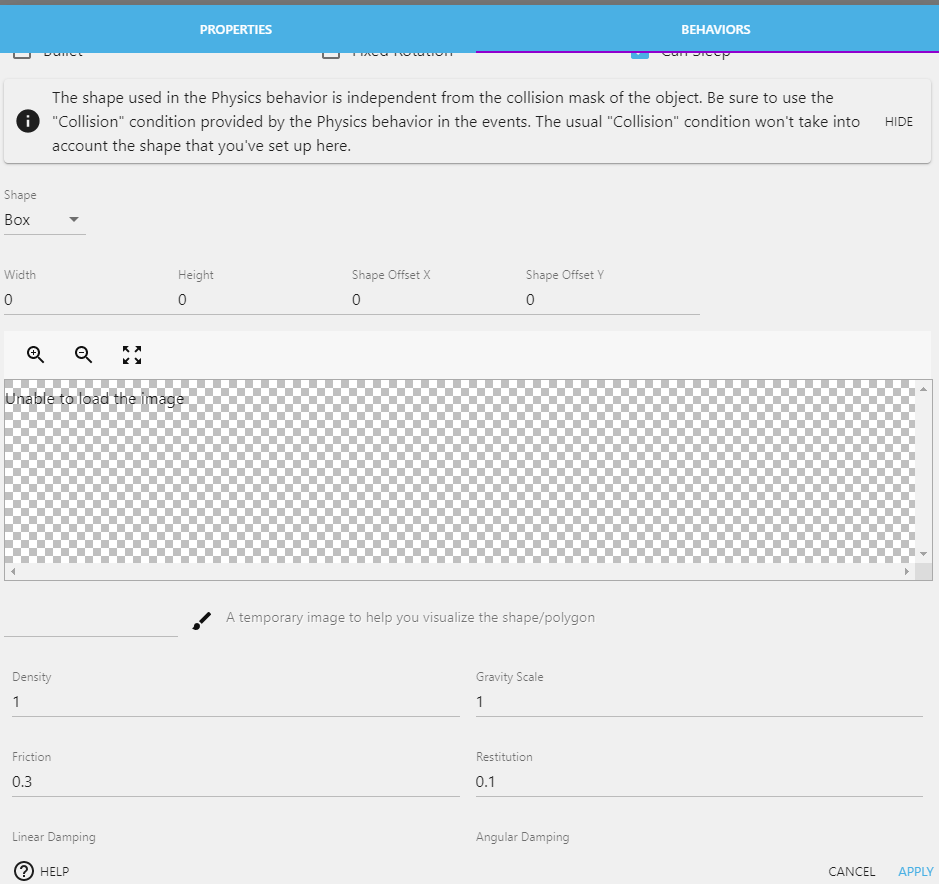 PROPERTIES BEHAVIORS
Bullet Fixed Rotation Can Sleep
The shape used in the Physics behavior is independent from the collision mask of the object. Be sure to use the
"Collision" condition provided by the Physics behavior in the events. The usual "Collision" condition won't take into
account the shape that you've set up here.
HIDE
Shape
Box
Width Height Shape Offset X Shape Offset Y
0 0 0 0
Unable to load the image
A temporary image to help you visualize the shape/polygon
Density Gravity Scale
1 1
Friction Restitution
0.3 0.1
Linear Damping Angular Damping
HELP CANCEL APPLY